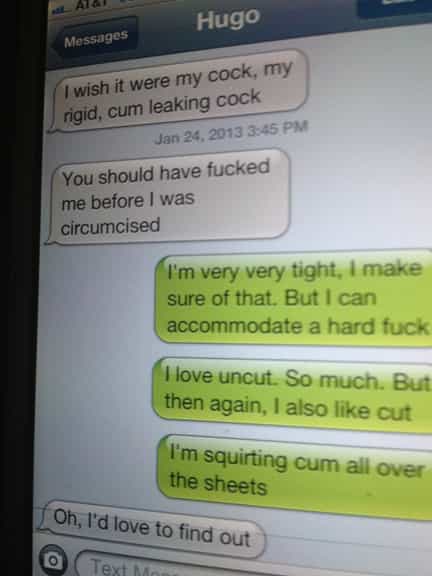 AT&T
Messages
Hugo
I wish it were my cock, my
rigid, cum leaking cock
Jan 24, 2013 3:45 PM
You should have fucked
me before I was
circumcised
I'm very very tight, I make
sure of that. But I can
accommodate a hard fuck
I love uncut. So much. But
then again, I also like cut
I'm squirting cum all over
the sheets
Oh, I'd love to find out
Text